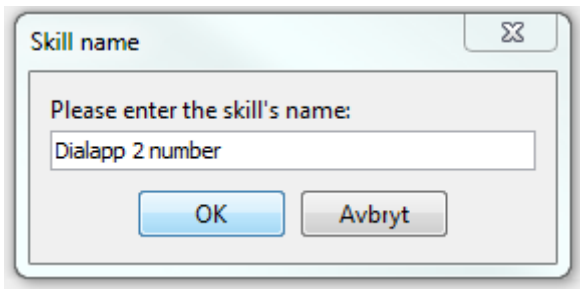 Skill name
Please enter the skill's name:
Dialapp 2 number
OK Avbryt